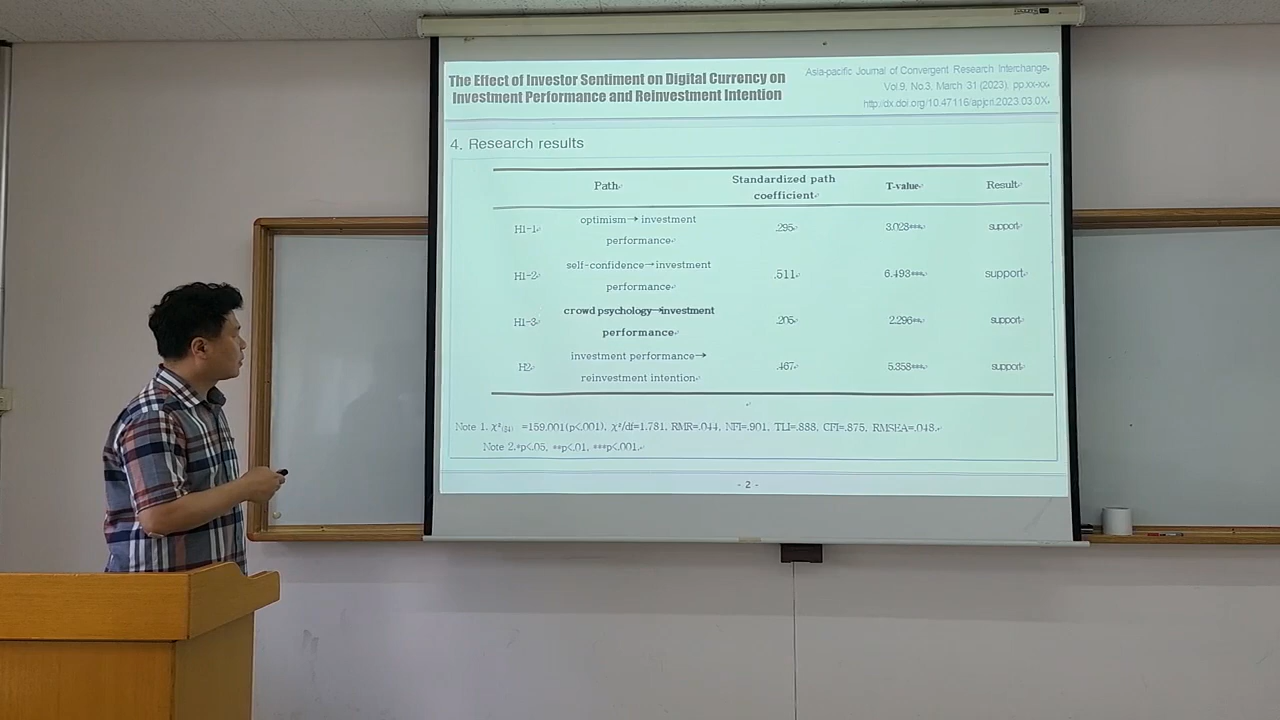 The Effect of Investor Sentiment on Digital Currency on
Investment Performance and Reinvestment Intention
Asia-pacific Journal of Convergent Research Interchange
Vol.9, No.3, March 31 (2023), pp.xx-xx
http://dx.doi.org/10.47116/apjcri.2023.03.0X
4. Research results
Path Standardized path coefficient T-value Result
H1-1 optimism→investment performance .295 3.028*** support
H1-2 self-confidence→investment performance .511 6.493*** support
H1-3 crowd psychology→investment performance .205 2.296** support
H2 investment performance→ reinvestment intention .467 5.358*** support
Note 1. χ²(84) =159.001(p<.001), χ²/df=1.781, RMR=.044, NFI=.901, TLI=.888, CFI=.875, RMSEA=.048.
Note 2.*p<.05, **p<.01, ***p<.001.
- 2 -